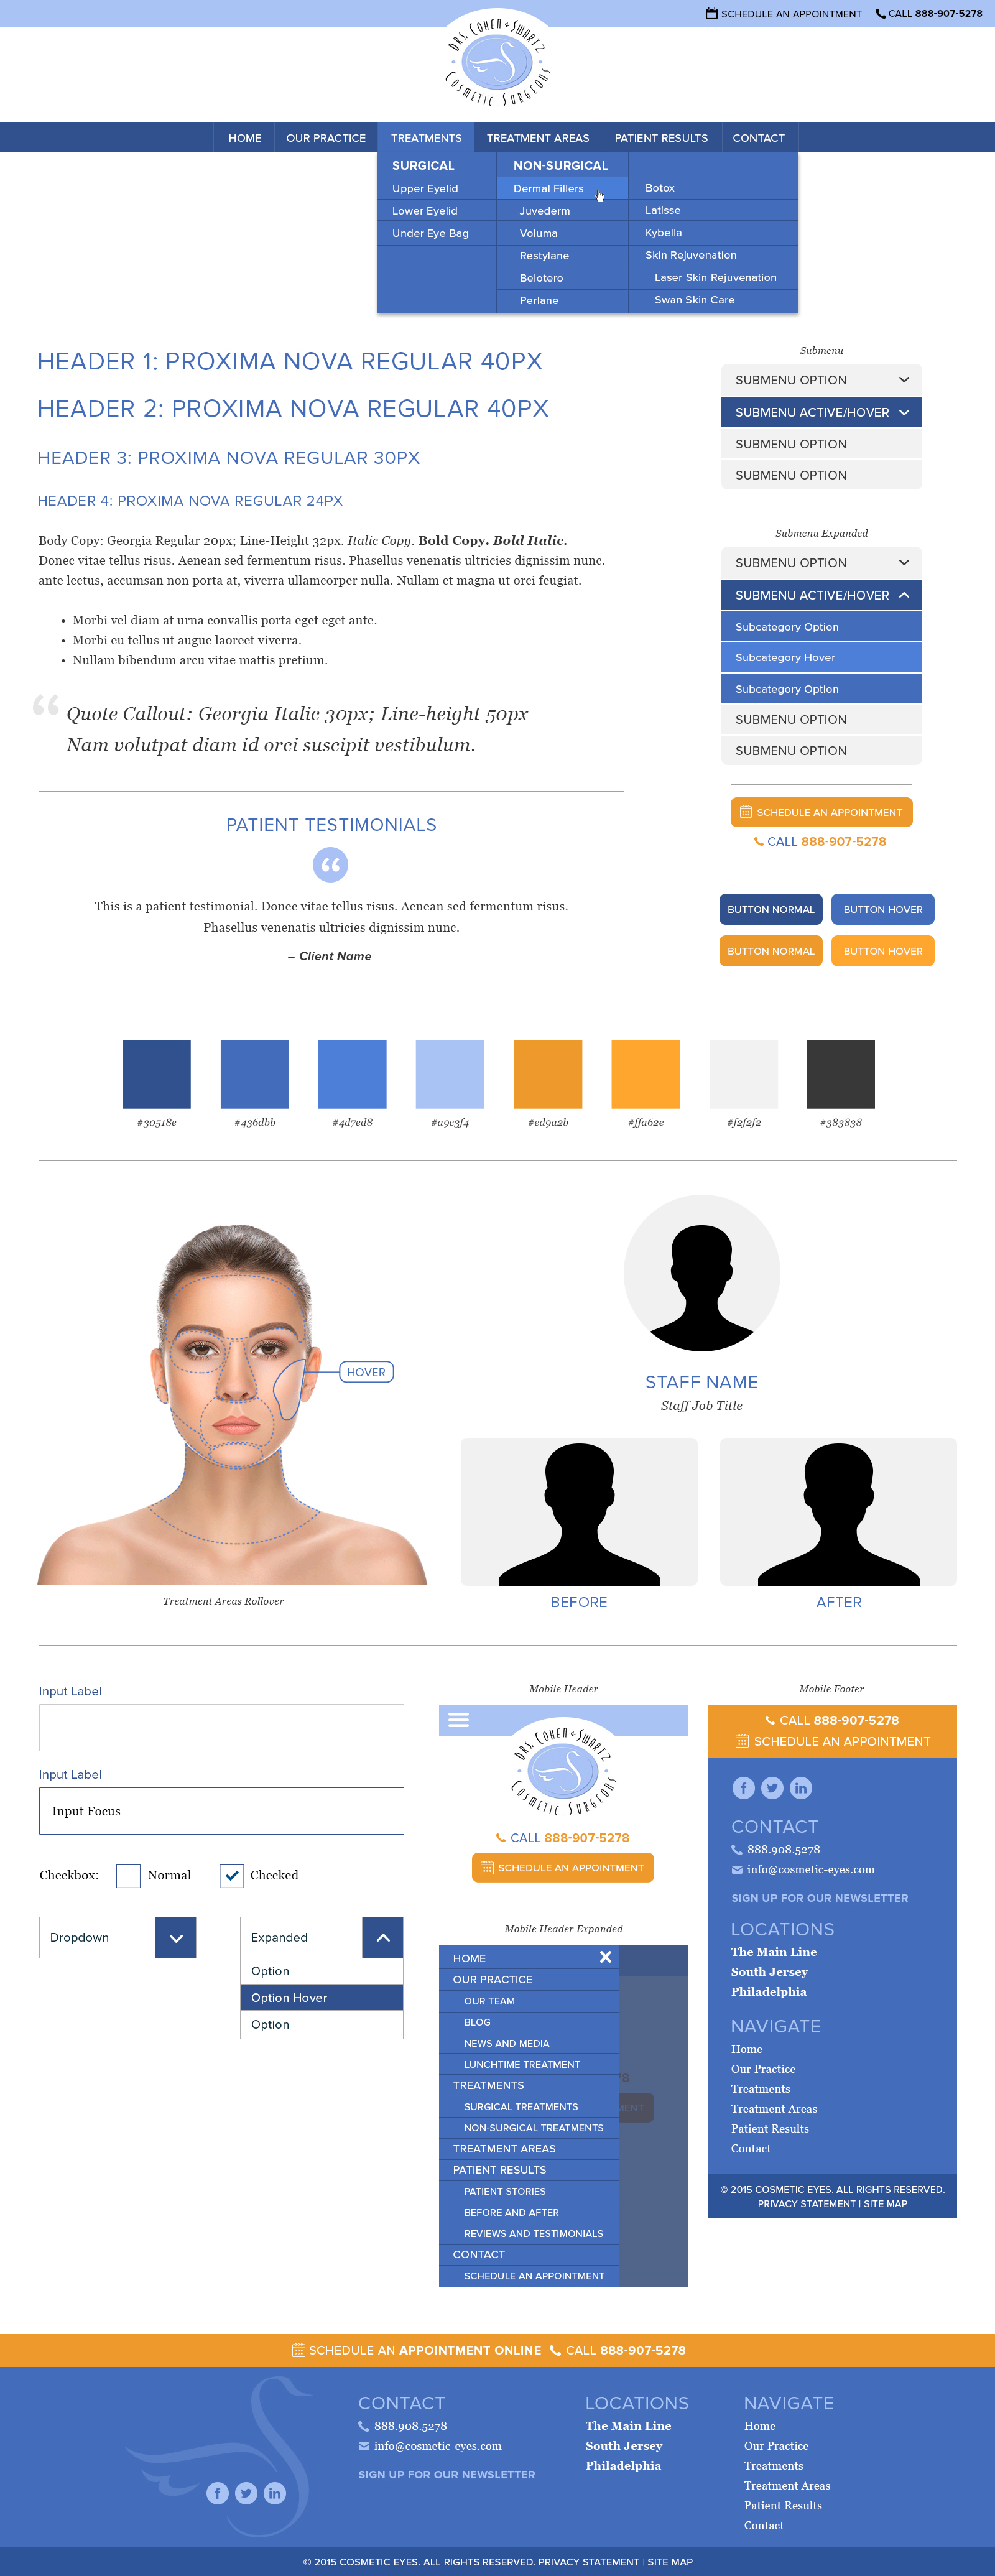 SCHEDULE AN APPOINTMENT CALL 888-907-5278
DRS. COHEN & SWARTZ
COSMETIC SURGEONS
HOME OUR PRACTICE TREATMENTS TREATMENT AREAS PATIENT RESULTS CONTACT
SURGICAL
Upper Eyelid
Lower Eyelid
Under Eye Bag
NON-SURGICAL
Dermal Fillers
Juvederm
Voluma
Restylane
Belotero
Perlane
Botox
Latisse
Kybella
Skin Rejuvenation
Laser Skin Rejuvenation
Swan Skin Care
HEADER 1: PROXIMA NOVA REGULAR 40PX
HEADER 2: PROXIMA NOVA REGULAR 40PX
HEADER 3: PROXIMA NOVA REGULAR 30PX
HEADER 4: PROXIMA NOVA REGULAR 24PX
Body Copy: Georgia Regular 20px; Line-Height 32px. Italic Copy. Bold Copy. Bold Italic.
Donec vitae tellus risus. Aenean sed fermentum risus. Phasellus venenatis ultricies dignissim nunc.
ante lectus, accumsan non porta at, viverra ullamcorper nulla. Nullam et magna ut orci feugiat.
• Morbi vel diam at urna convallis porta eget eget ante.
• Morbi eu tellus ut augue laoreet viverra.
• Nullam bibendum arcu vitae mattis pretium.
“ Quote Callout: Georgia Italic 30px; Line-height 50px
Nam volutpat diam id orci suscipit vestibulum.
PATIENT TESTIMONIALS
“
This is a patient testimonial. Donec vitae tellus risus. Aenean sed fermentum risus.
Phasellus venenatis ultricies dignissim nunc.
– Client Name
Submenu
SUBMENU OPTION
SUBMENU ACTIVE/HOVER
SUBMENU OPTION
SUBMENU OPTION
Submenu Expanded
SUBMENU OPTION
SUBMENU ACTIVE/HOVER
Subcategory Option
Subcategory Hover
Subcategory Option
SUBMENU OPTION
SUBMENU OPTION
SCHEDULE AN APPOINTMENT
CALL 888-907-5278
BUTTON NORMAL BUTTON HOVER
BUTTON NORMAL BUTTON HOVER
#30518e #436dbb #4d7ed8 #a9c3f4 #ed9a2b #ffa62e #f2f2f2 #383838
HOVER
Treatment Areas Rollover
STAFF NAME
Staff Job Title
BEFORE AFTER
Input Label
Input Label
Input Focus
Checkbox: Normal Checked
Dropdown
Expanded
Option
Option Hover
Option
Mobile Header
DRS. COHEN & SWARTZ
COSMETIC SURGEONS
CALL 888-907-5278
SCHEDULE AN APPOINTMENT
Mobile Header Expanded
HOME
OUR PRACTICE
OUR TEAM
BLOG
NEWS AND MEDIA
LUNCHTIME TREATMENT
TREATMENTS
SURGICAL TREATMENTS
NON-SURGICAL TREATMENTS
TREATMENT AREAS
PATIENT RESULTS
PATIENT STORIES
BEFORE AND AFTER
REVIEWS AND TESTIMONIALS
CONTACT
SCHEDULE AN APPOINTMENT
78
MENT
Mobile Footer
CALL 888-907-5278
SCHEDULE AN APPOINTMENT
f in
CONTACT
888.908.5278
info@cosmetic-eyes.com
SIGN UP FOR OUR NEWSLETTER
LOCATIONS
The Main Line
South Jersey
Philadelphia
NAVIGATE
Home
Our Practice
Treatments
Treatment Areas
Patient Results
Contact
© 2015 COSMETIC EYES. ALL RIGHTS RESERVED.
PRIVACY STATEMENT | SITE MAP
SCHEDULE AN APPOINTMENT ONLINE CALL 888-907-5278
f in
CONTACT
888.908.5278
info@cosmetic-eyes.com
SIGN UP FOR OUR NEWSLETTER
LOCATIONS
The Main Line
South Jersey
Philadelphia
NAVIGATE
Home
Our Practice
Treatments
Treatment Areas
Patient Results
Contact
© 2015 COSMETIC EYES. ALL RIGHTS RESERVED. PRIVACY STATEMENT | SITE MAP